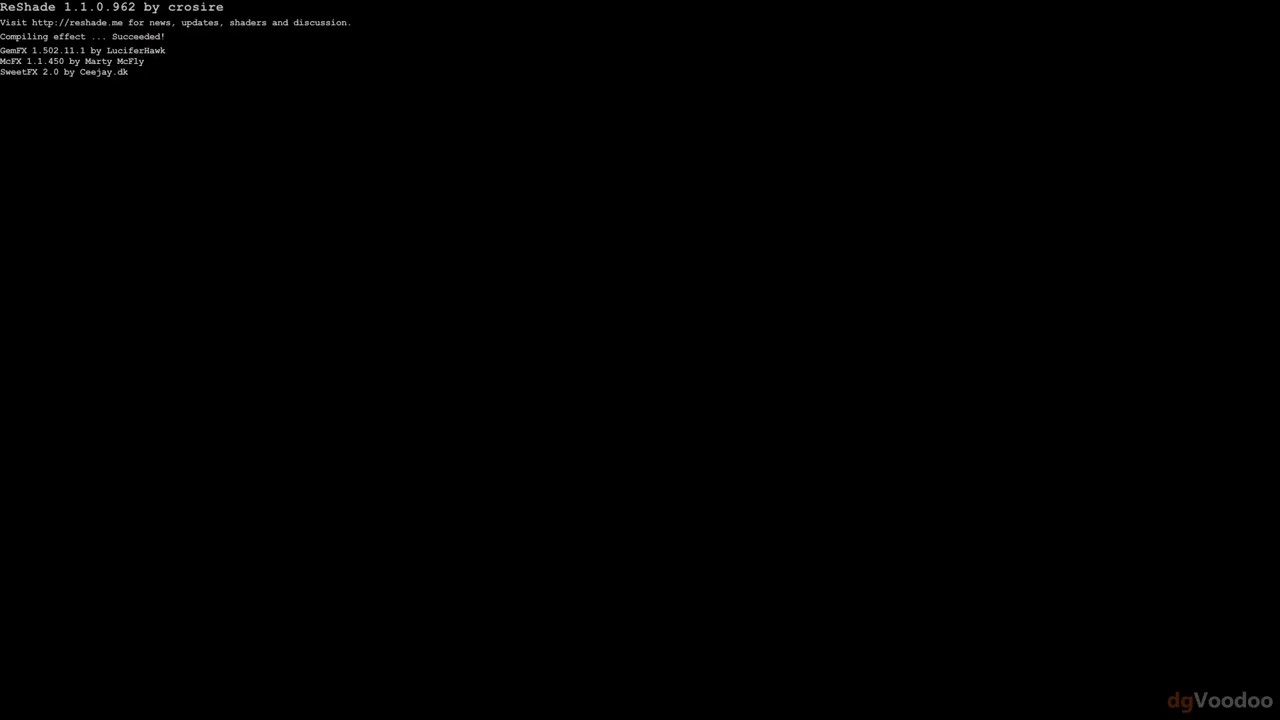 ReShade 1.1.0.962 by crosire
Visit http://reshade.me for news, updates, shaders and discussion.
Compiling effect ... Succeeded!
GemFX 1.502.11.1 by LuciferHawk
McFX 1.1.450 by Marty McFly
SweetFX 2.0 by Ceejay.dk
dgVoodoo